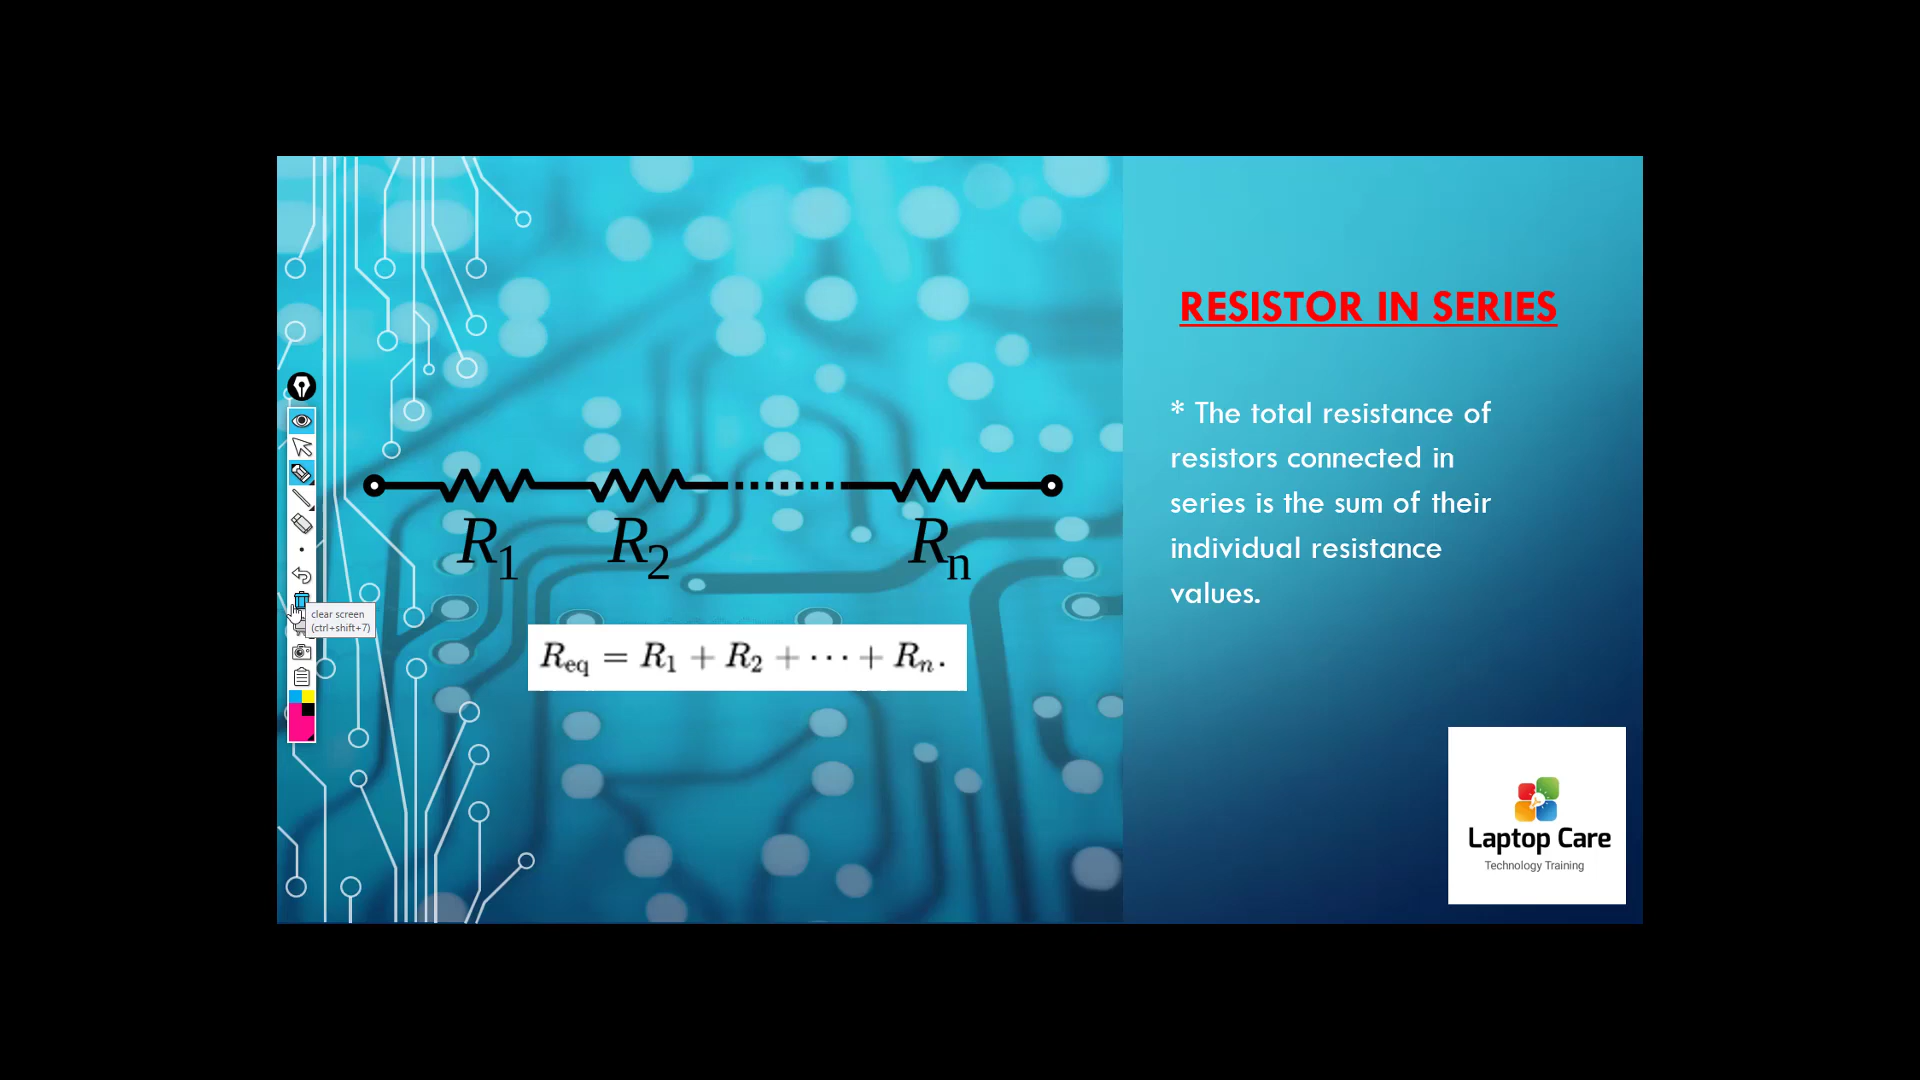 RESISTOR IN SERIES
* The total resistance of
resistors connected in
series is the sum of their
individual resistance
values.
R1 R2 Rn
Req = R1 + R2 + ··· + Rn.
clear screen
(ctrl+shift+7)
Laptop Care
Technology Training